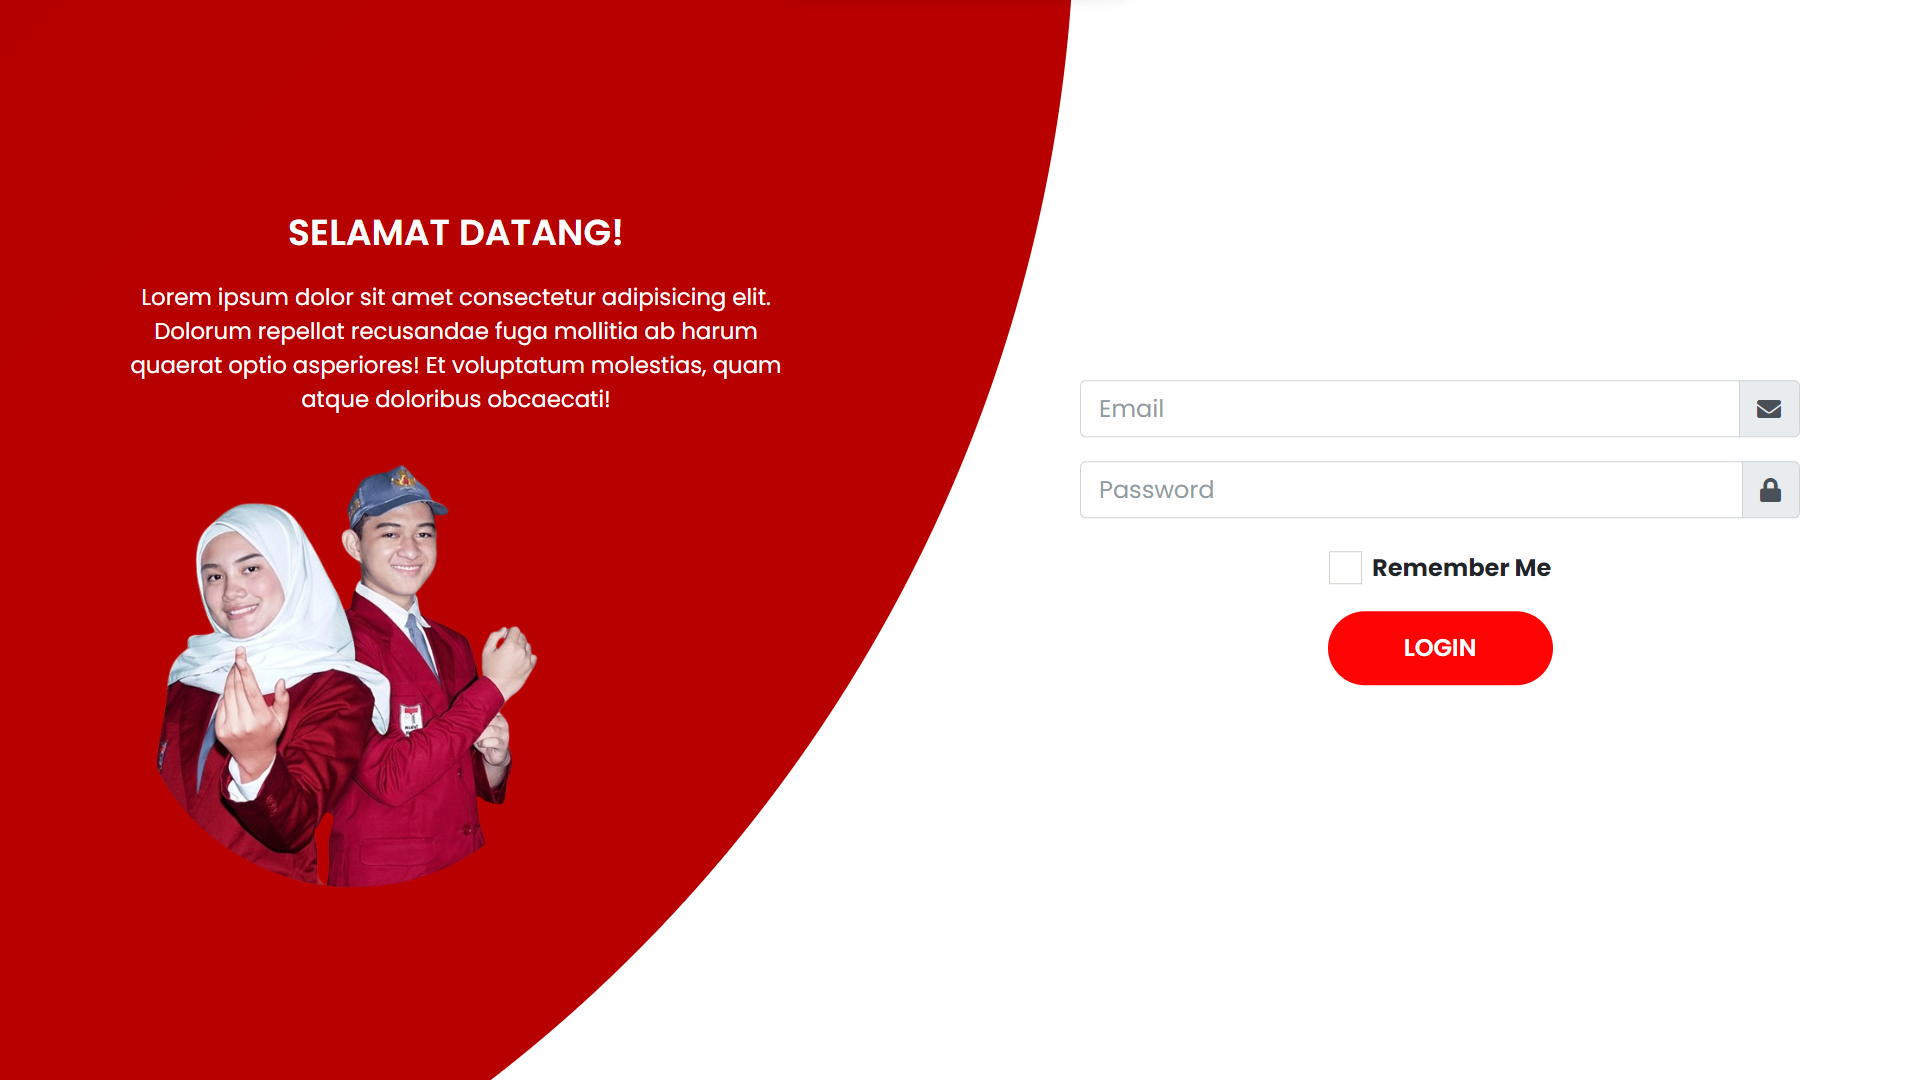 SELAMAT DATANG!
Lorem ipsum dolor sit amet consectetur adipisicing elit.
Dolorum repellat recusandae fuga mollitia ab harum
quaerat optio asperiores! Et voluptatum molestias, quam
atque doloribus obcaecati!
Email
Password
Remember Me
LOGIN